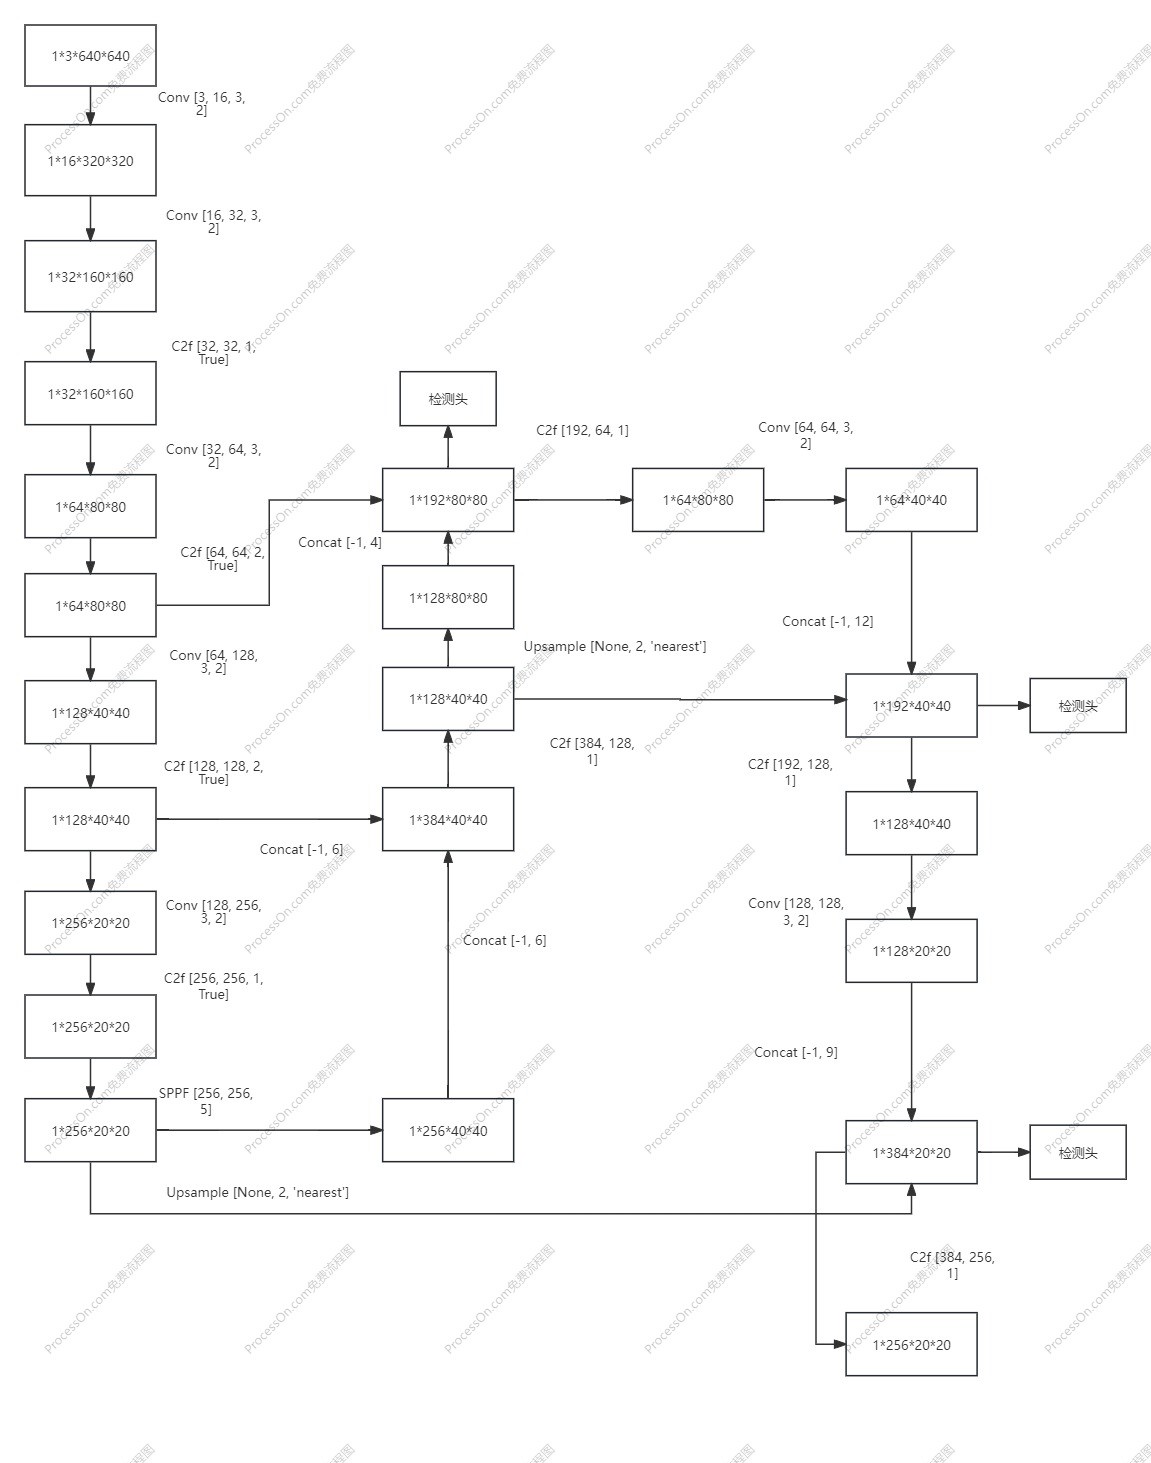 1*3*640*640
Conv [3, 16, 3,
2]
1*16*320*320
Conv [16, 32, 3,
2]
1*32*160*160
C2f [32, 32, 1,
True]
1*32*160*160
Conv [32, 64, 3,
2]
1*64*80*80
C2f [64, 64, 2,
True]
1*64*80*80
Conv [64, 128,
3, 2]
1*128*40*40
C2f [128, 128, 2,
True]
1*128*40*40
Concat [-1, 6]
Conv [128, 256,
3, 2]
1*256*20*20
C2f [256, 256, 1,
True]
1*256*20*20
SPPF [256, 256,
5]
1*256*20*20
Upsample [None, 2, 'nearest']
检测头
1*192*80*80
Concat [-1, 4]
1*128*80*80
Upsample [None, 2, 'nearest']
1*128*40*40
C2f [384, 128,
1]
1*384*40*40
Concat [-1, 6]
1*256*40*40
C2f [192, 64, 1]
1*64*80*80
Conv [64, 64, 3,
2]
1*64*40*40
Concat [-1, 12]
1*192*40*40
检测头
C2f [192, 128,
1]
1*128*40*40
Conv [128, 128,
3, 2]
1*128*20*20
Concat [-1, 9]
1*384*20*20
检测头
C2f [384, 256,
1]
1*256*20*20
ProcessOn.com免费流程图